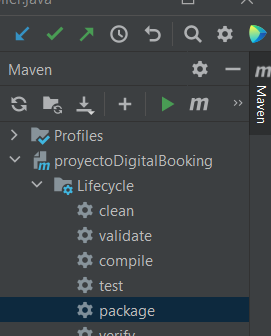 ller.java
Maven
m
Maven
m
Profiles
m proyectoDigitalBooking
Lifecycle
clean
validate
compile
test
package
verify